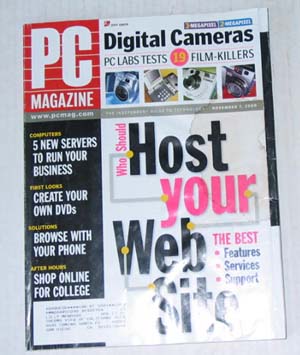 PC
MAGAZINE
www.pcmag.com
3-MEGAPIXEL 2-MEGAPIXEL
Digital Cameras
PC LABS TESTS 19 FILM-KILLERS
THE INDEPENDENT GUIDE TO TECHNOLOGY
NOVEMBER 7, 2000
COMPUTERS
5 NEW SERVERS
TO RUN YOUR
BUSINESS
FIRST LOOKS
CREATE YOUR
OWN DVDs
SOLUTIONS
BROWSE WITH
YOUR PHONE
AFTER HOURS
SHOP ONLINE
FOR COLLEGE
Who Should
Host
your
Web
Site
THE BEST
Features
Services
Support